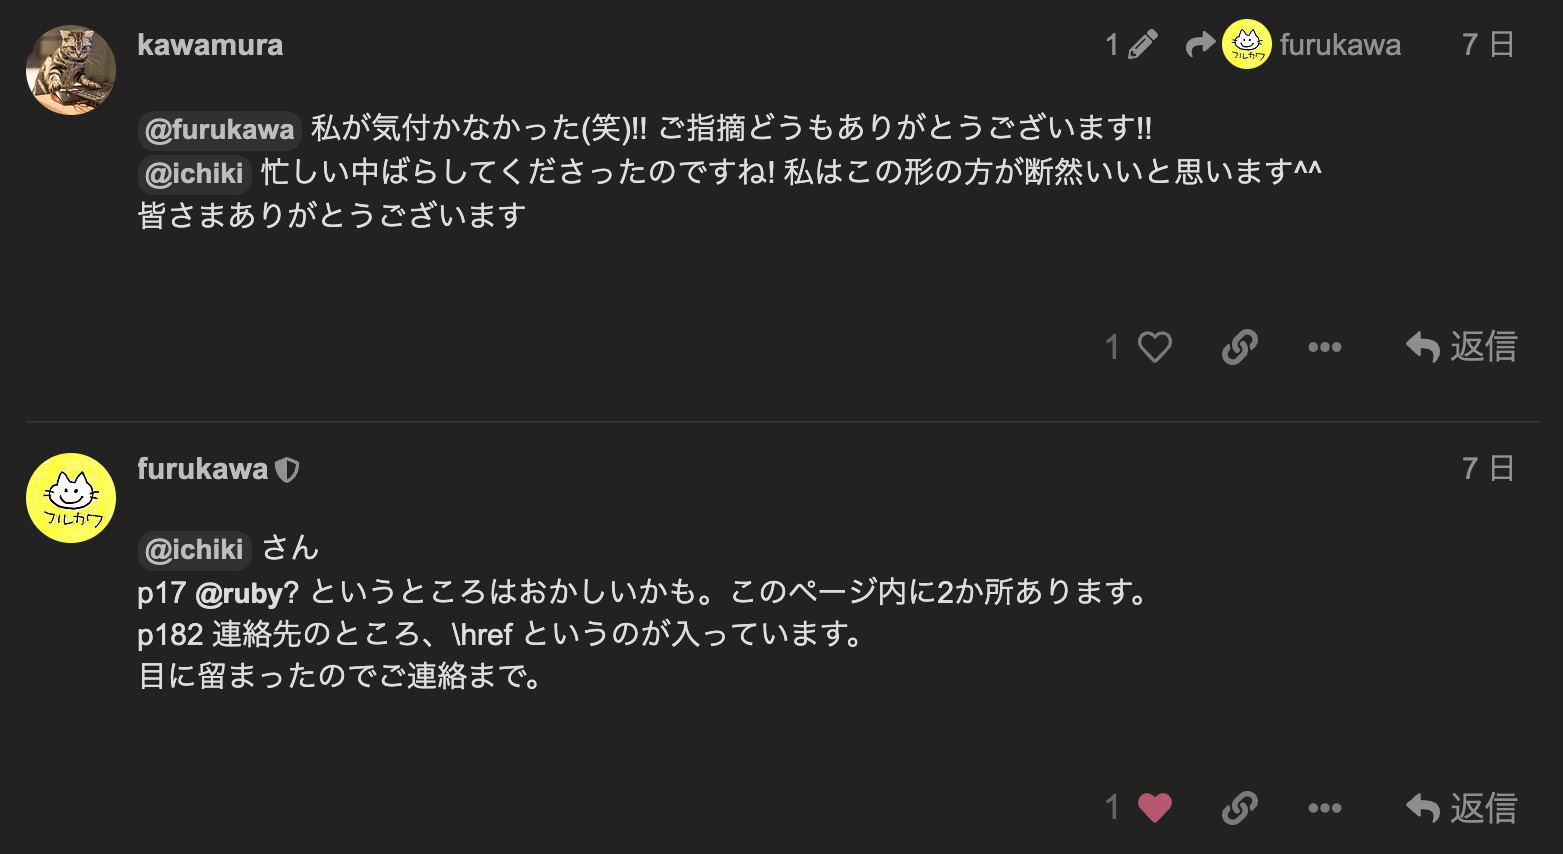 kawamura
1 furukawa 7 日
@furukawa 私が気付かなかった(笑)!! ご指摘どうもありがとうございます!!
@ichiki 忙しい中ばらしてくださったのですね! 私はこの形の方が断然いいと思います^^
皆さまありがとうございます
1 返信
furukawa
7 日
フルカワ
@ichiki さん
p17 @ruby? というところはおかしいかも。このページ内に2か所あります。
p182 連絡先のところ、\href というのが入っています。
目に留まったのでご連絡まで。
1 返信